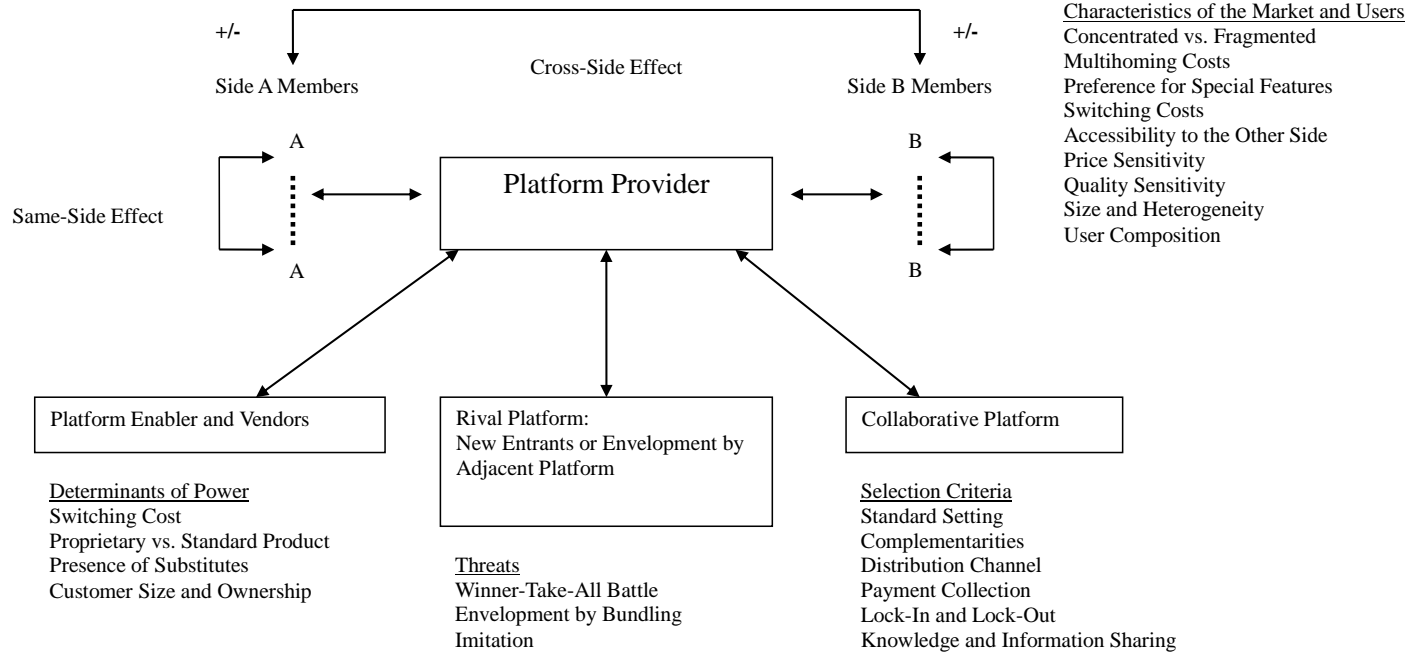 +/-
+/-
Cross-Side Effect
Side A Members
Side B Members
Characteristics of the Market and Users
Concentrated vs. Fragmented
Multihoming Costs
Preference for Special Features
Switching Costs
Accessibility to the Other Side
Price Sensitivity
Quality Sensitivity
Size and Heterogeneity
User Composition
A
B
Platform Provider
Same-Side Effect
A
B
Platform Enabler and Vendors
Rival Platform:
New Entrants or Envelopment by
Adjacent Platform
Collaborative Platform
Determinants of Power
Switching Cost
Proprietary vs. Standard Product
Presence of Substitutes
Customer Size and Ownership
Threats
Winner-Take-All Battle
Envelopment by Bundling
Imitation
Selection Criteria
Standard Setting
Complementarities
Distribution Channel
Payment Collection
Lock-In and Lock-Out
Knowledge and Information Sharing